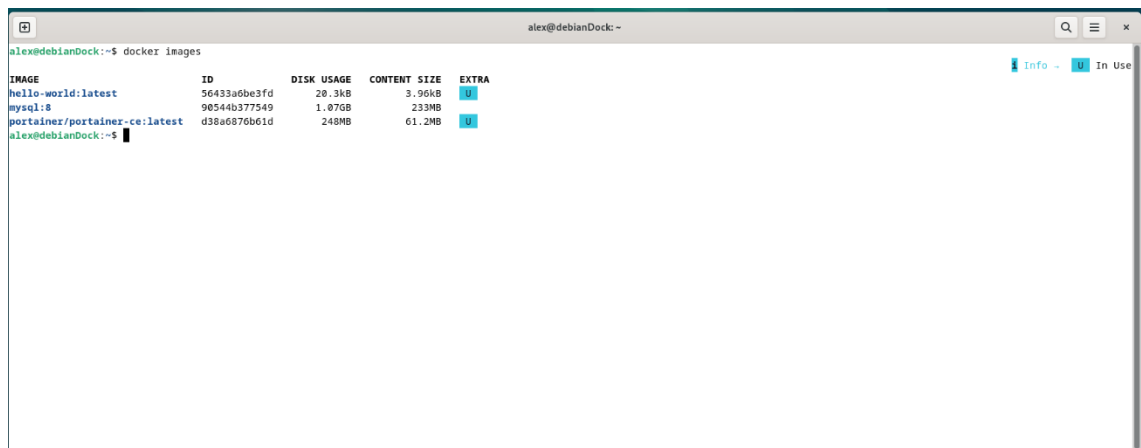 alex@debianDock: ~
alex@debianDock:~$ docker images
i Info → U In Use
IMAGE ID DISK USAGE CONTENT SIZE EXTRA
hello-world:latest 56433a6be3fd 20.3kB 3.96kB U
mysql:8 90544b377549 1.07GB 233MB
portainer/portainer-ce:latest d38a6876b61d 248MB 61.2MB U
alex@debianDock:~$